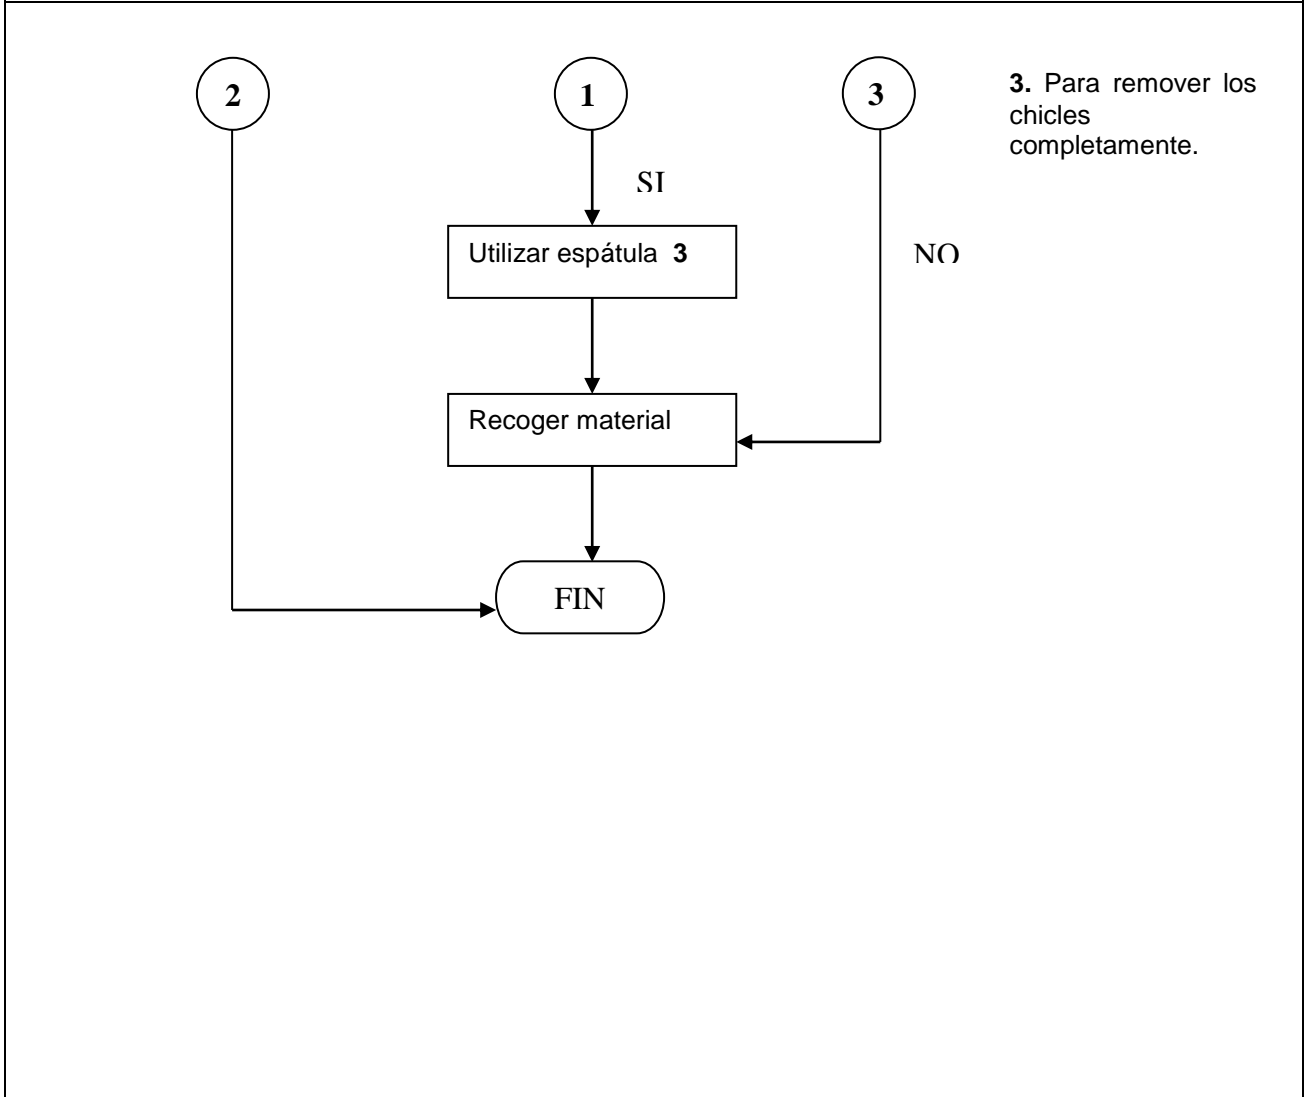 2
1
3
3. Para remover los
chicles
completamente.
SI
Utilizar espátula 3
NO
Recoger material
FIN